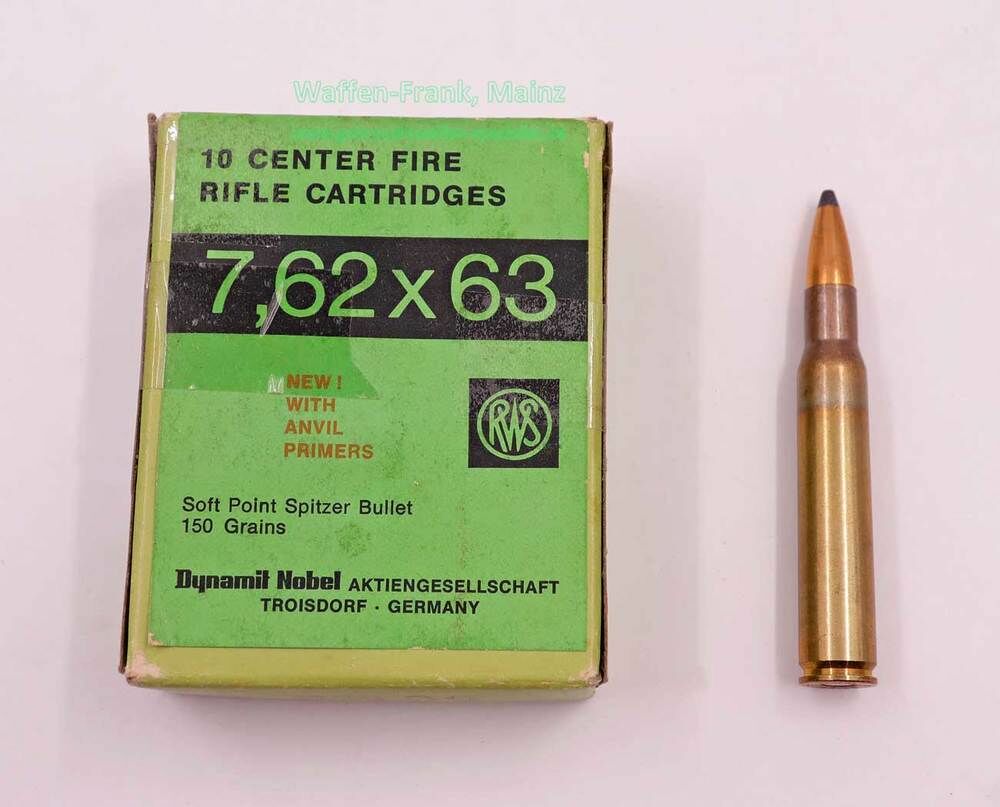 Waffen-Frank, Mainz
10 CENTER FIRE
RIFLE CARTRIDGES
7,62 x 63
NEW !
WITH
ANVIL
PRIMERS
RWS
Soft Point Spitzer Bullet
150 Grains
Dynamit Nobel AKTIENGESELLSCHAFT
TROISDORF · GERMANY